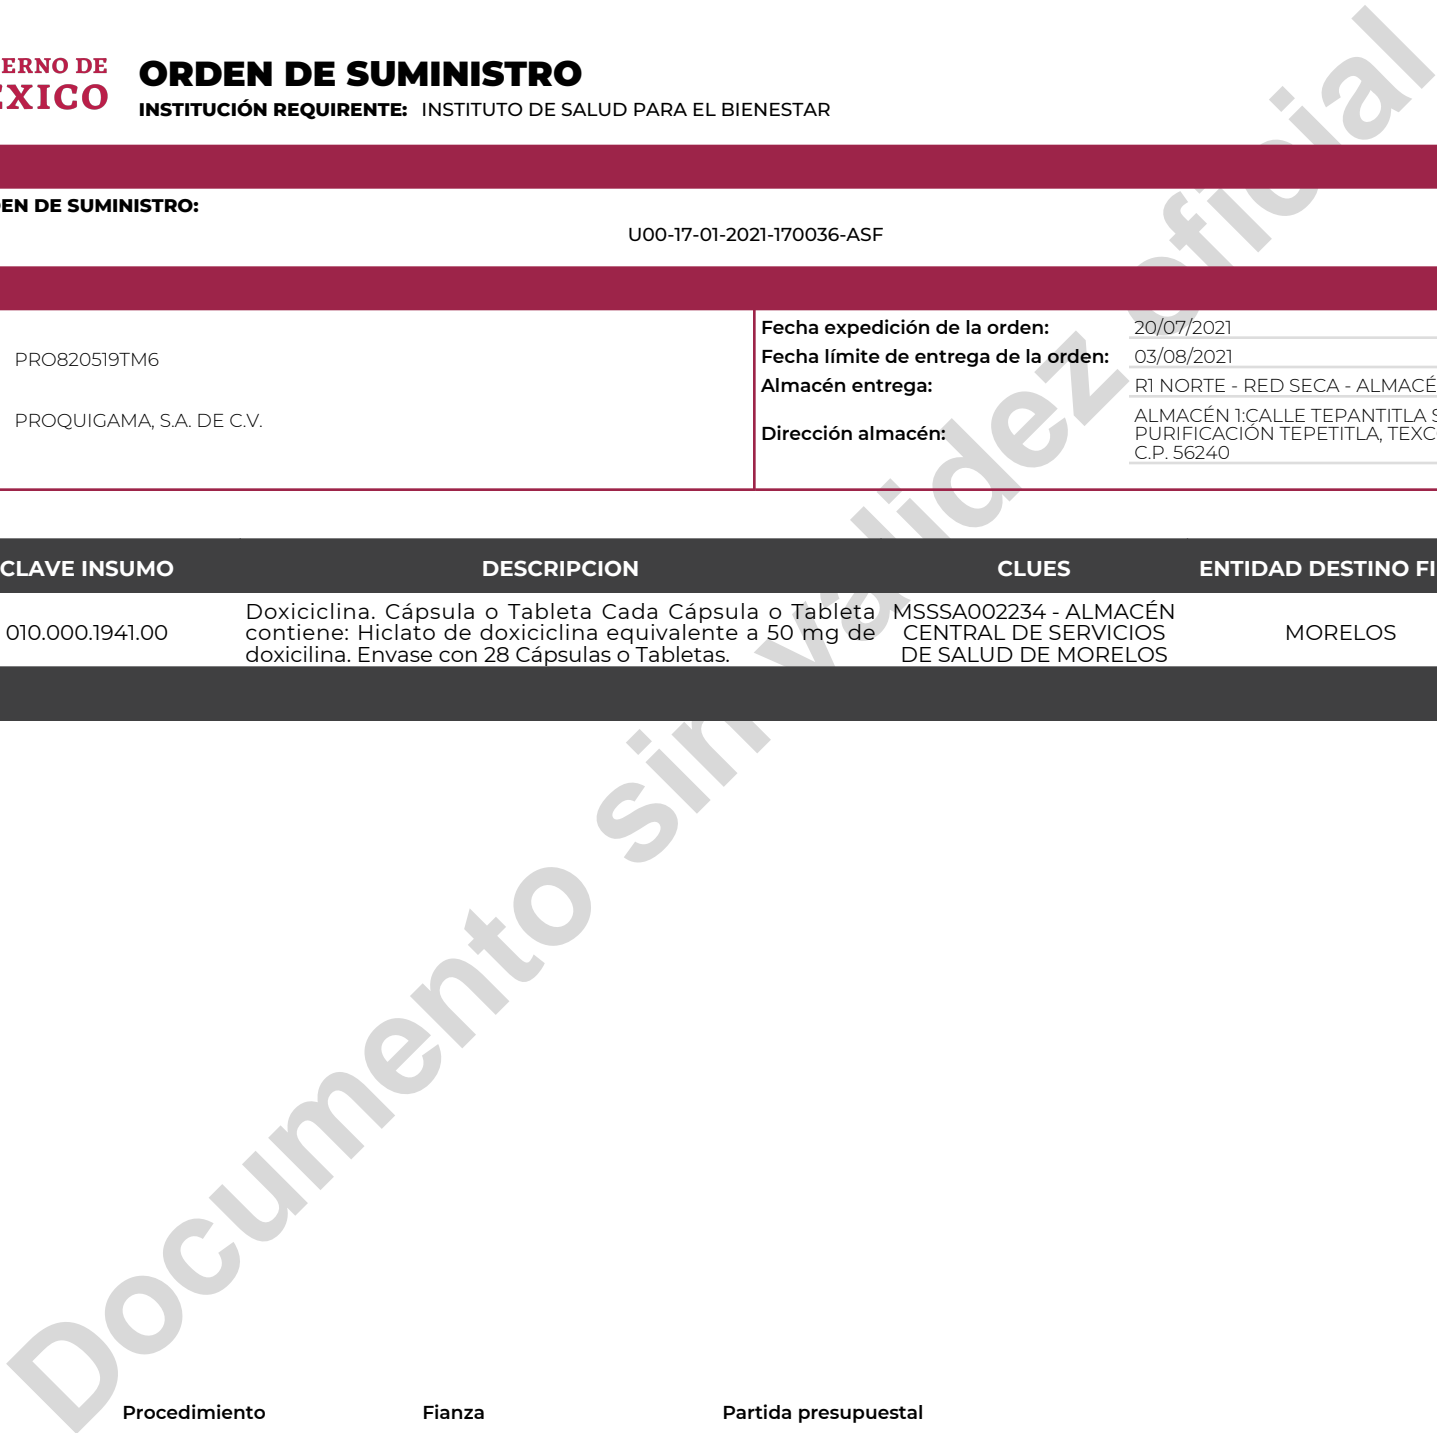 ERNO DE
ÉXICO
ORDEN DE SUMINISTRO
INSTITUCIÓN REQUIRENTE: INSTITUTO DE SALUD PARA EL BIENESTAR
EN DE SUMINISTRO:
U00-17-01-2021-170036-ASF
PRO820519TM6
PROQUIGAMA, S.A. DE C.V.
Fecha expedición de la orden: 20/07/2021
Fecha límite de entrega de la orden: 03/08/2021
Almacén entrega: R1 NORTE - RED SECA - ALMACÉ
Dirección almacén:
ALMACÉN 1:CALLE TEPANTITLA S
PURIFICACIÓN TEPETITLA, TEXC
C.P. 56240
CLAVE INSUMO DESCRIPCION CLUES ENTIDAD DESTINO FI
010.000.1941.00
Doxiciclina. Cápsula o Tableta Cada Cápsula o Tableta
contiene: Hiclato de doxiciclina equivalente a 50 mg de
doxicilina. Envase con 28 Cápsulas o Tabletas.
MSSSA002234 - ALMACÉN
CENTRAL DE SERVICIOS
DE SALUD DE MORELOS
MORELOS
Documento sin validez oficial
Procedimiento Fianza Partida presupuestal